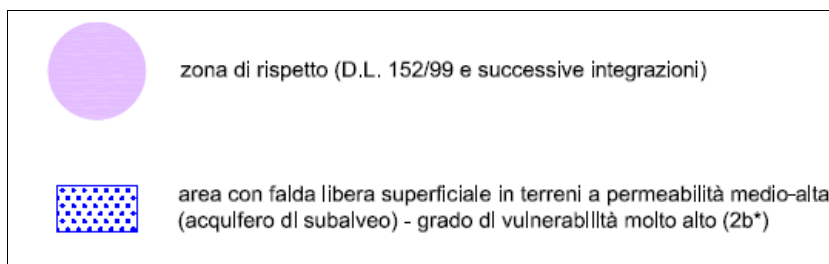 zona di rispetto (D.L. 152/99 e successive integrazioni)
area con falda libera superficiale in terreni a permeabilità medio-alta
(acquifero di subalveo) - grado di vulnerabilità molto alto (2b*)